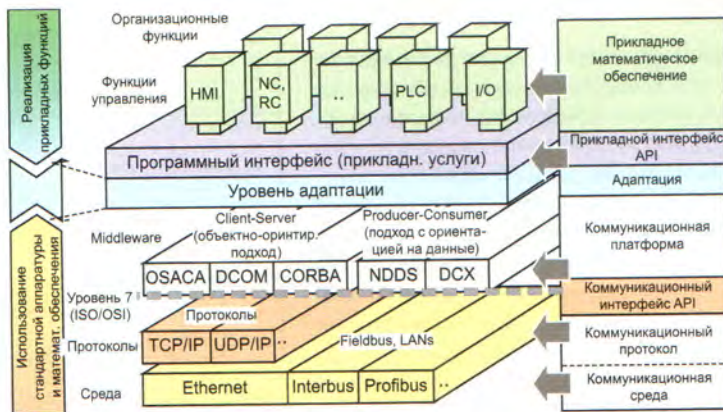 Организационные
функции
Функции
управления
HMI
NC,
RC
..
PLC
I/O
Программный интерфейс (прикладн. услуги)
Уровень адаптации
Middleware
Client-Server
(объектно-оринтир.
подход)
Producer-Consumer
(подход с ориента-
цией на данные)
OSACA
DCOM
CORBA
NDDS
DCX
Уровень 7
(ISO/OSI)
Протоколы
Протоколы
TCP/IP
UDP/IP
..
Fieldbus, LANs
Среда
Ethernet
Interbus
Profibus
..
Реализация
прикладных функций
Использование
стандартной аппаратуры
и математ. обеспечения
Прикладное
математическое
обеспечение
Прикладной интерфейс
API
Адаптация
Коммуникационная
платформа
Коммуникационный
интерфейс API
Коммуникационный
протокол
Коммуникационная
среда